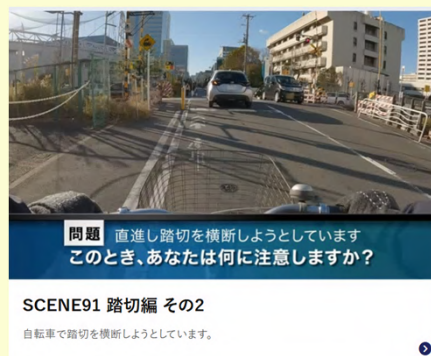 問題 直進し踏切を横断しようとしています
このとき、あなたは何に注意しますか?
SCENE91 踏切編 その2
自転車で踏切を横断しようとしています。